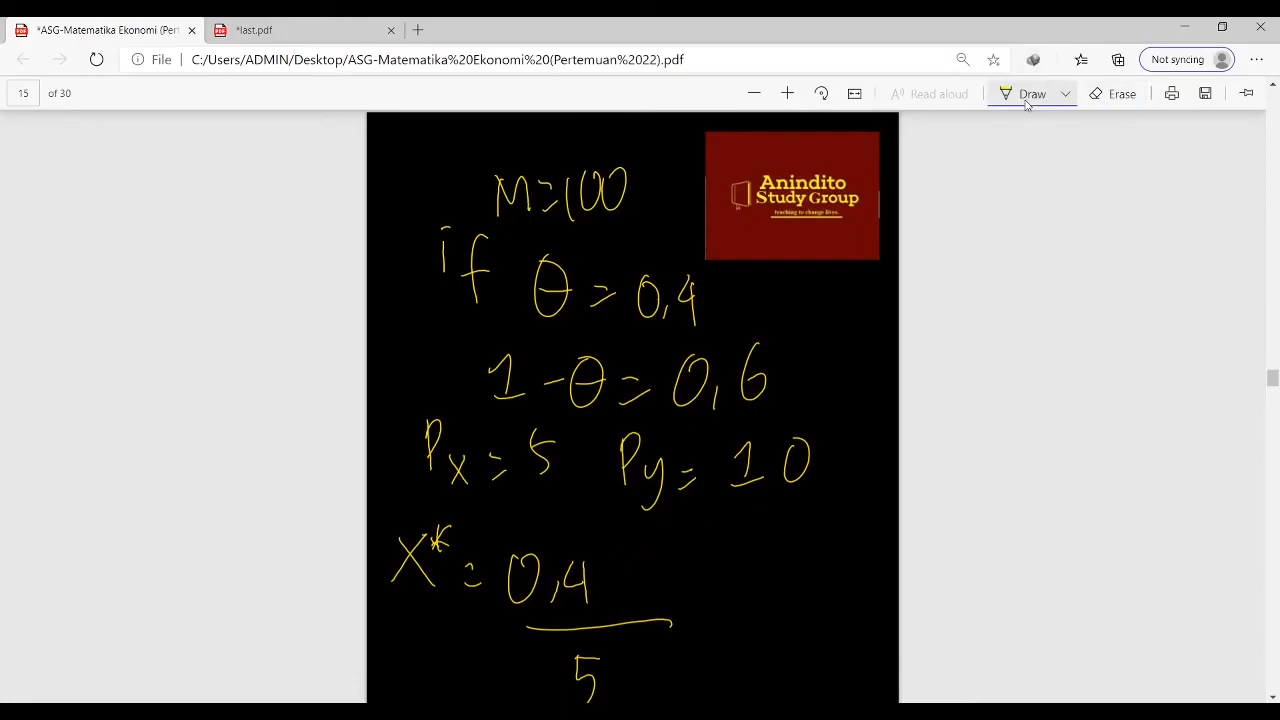 *ASG-Matematika Ekonomi (Pert
*last.pdf
File C:/Users/ADMIN/Desktop/ASG-Matematika%20Ekonomi%20(Pertemuan%2022).pdf
Not syncing
15 of 30
Read aloud
Draw
Erase
Anindito
Study Group
teaching to change lives.
M=100
if θ=0,4
1-θ=0,6
Px=5 Py=10
X*=0,4
5